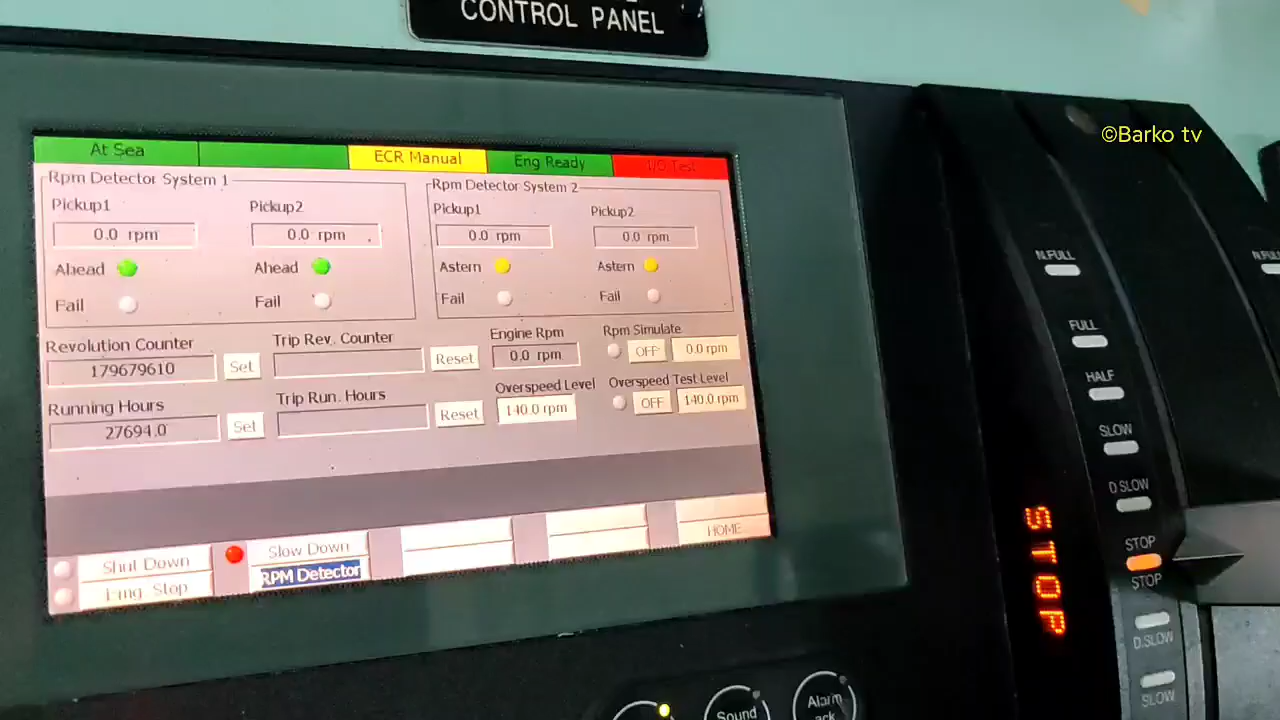 CONTROL PANEL
©Barko tv
At Sea
ECR Manual
Eng Ready
I/O Test
Rpm Detector System 1
Pickup1
Pickup2
0.0 rpm
0.0 rpm
Ahead
Ahead
Fail
Fail
Rpm Detector System 2
Pickup1
Pickup2
0.0 rpm
0.0 rpm
Astern
Astern
Fail
Fail
Revolution Counter
179679610
Set
Trip Rev. Counter
Reset
Engine Rpm
0.0 rpm
Rpm Simulate
OFF
0.0 rpm
Running Hours
27694.0
Set
Trip Run. Hours
Reset
Overspeed Level
140.0 rpm
Overspeed Test Level
OFF
140.0 rpm
Shut Down
Slow Down
HOME
Emg Stop
RPM Detector
N.FULL
FULL
HALF
SLOW
D SLOW
STOP
STOP
D.SLOW
SLOW
STOP
Sound
Alarm